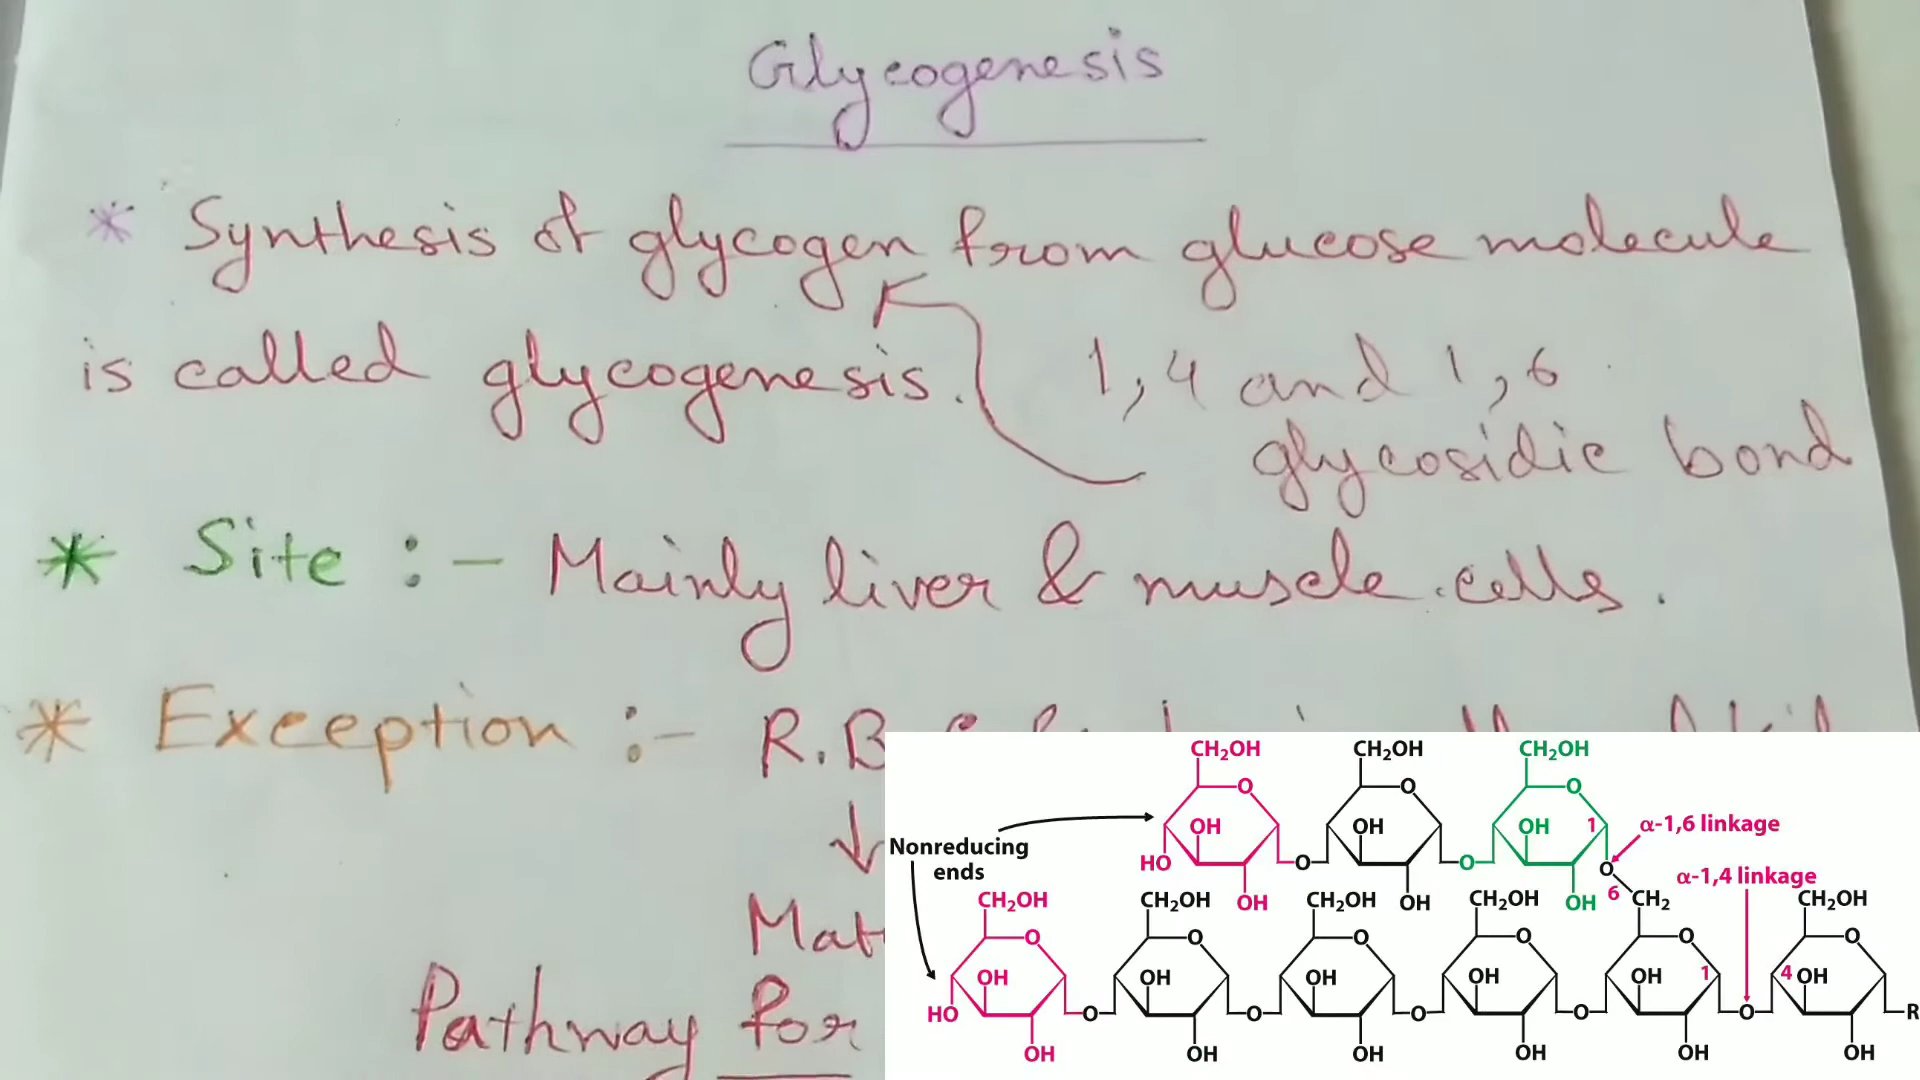 Glycogenesis
* Synthesis of glycogen from glucose molecule
is called glycogenesis.
1,4 and 1,6
glycosidic bond
* Site :- Mainly liver & muscle cells.
* Exception :- R.B
Pathway for
CH₂OH CH₂OH CH₂OH
O O O
OH OH OH 1 α-1,6 linkage
Nonreducing
ends
HO O O O
α-1,4 linkage
OH OH OH 6 CH₂
CH₂OH CH₂OH CH₂OH CH₂OH CH₂OH
O O O O O O
OH OH OH OH OH 1 4 OH
HO O O O O O R
OH OH OH OH OH OH